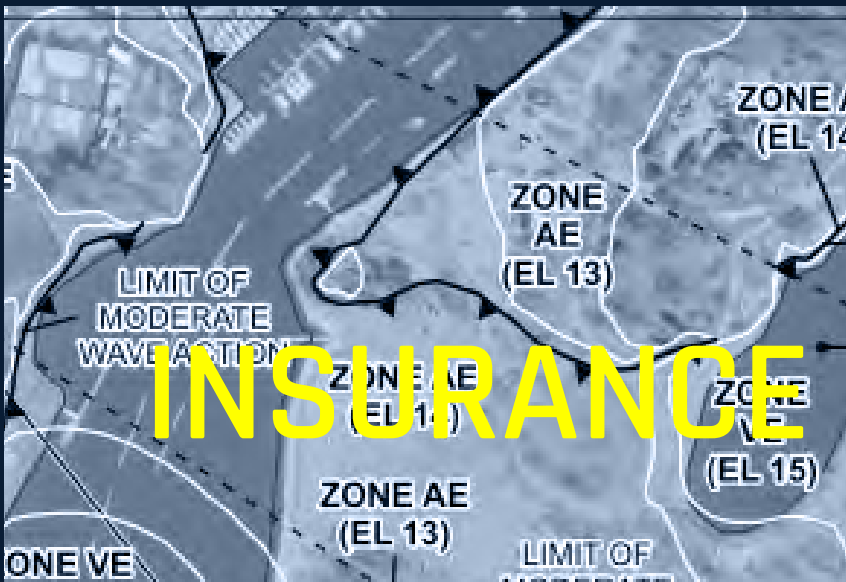 ZONE A
(EL 14
ZONE
AE
(EL 13)
LIMIT OF
MODERATE
WAVE ACTION
INSURANCE
ZONE AE
(EL 14)
ZONE
VE
(EL 15)
ZONE AE
(EL 13)
LIMIT OF
MODERATE
ONE VE